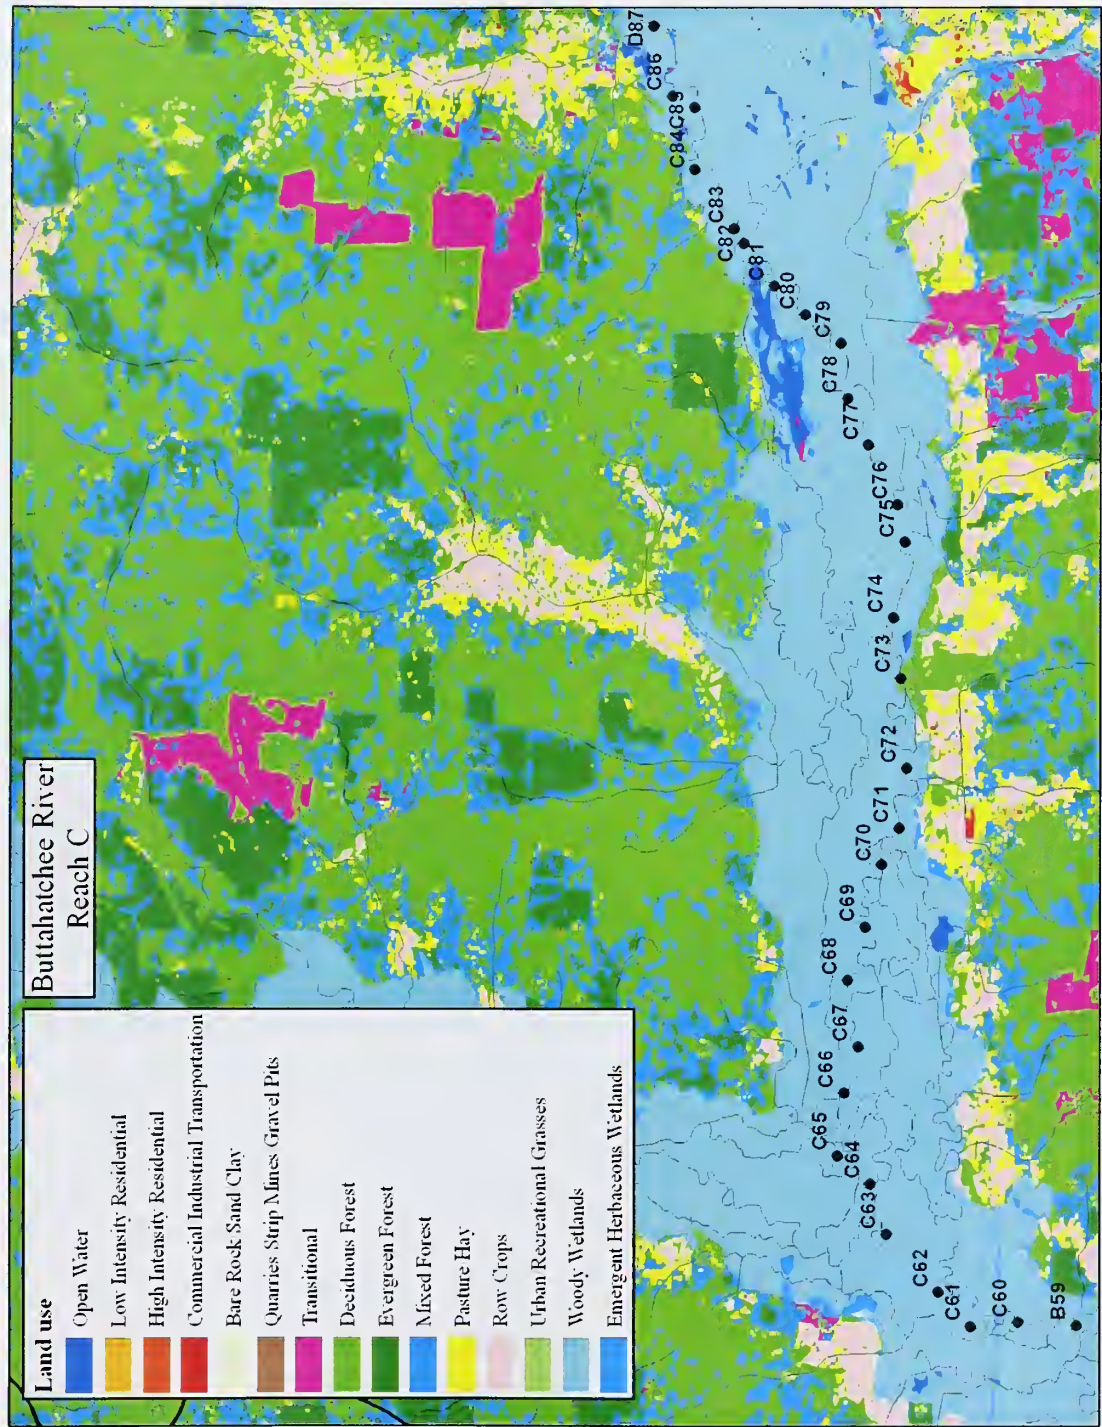 Buttahatchee River
Reach C
Land use
Open Water
Low Intensity Residential
High Intensity Residential
Commercial Industrial Transportation
Bare Rock Sand Clay
Quarries Strip Mines Gravel Pits
Transitional
Deciduous Forest
Evergreen Forest
Mixed Forest
Pasture Hay
Row Crops
Urban Recreational Grasses
Woody Wetlands
Emergent Herbaceous Wetlands
B59
C60
C61
C62
C63
C64
C65
C66
C67
C68
C69
C70
C71
C72
C73
C74
C75
C76
C77
C78
C79
C80
C81
C82
C83
C84
C86
D87